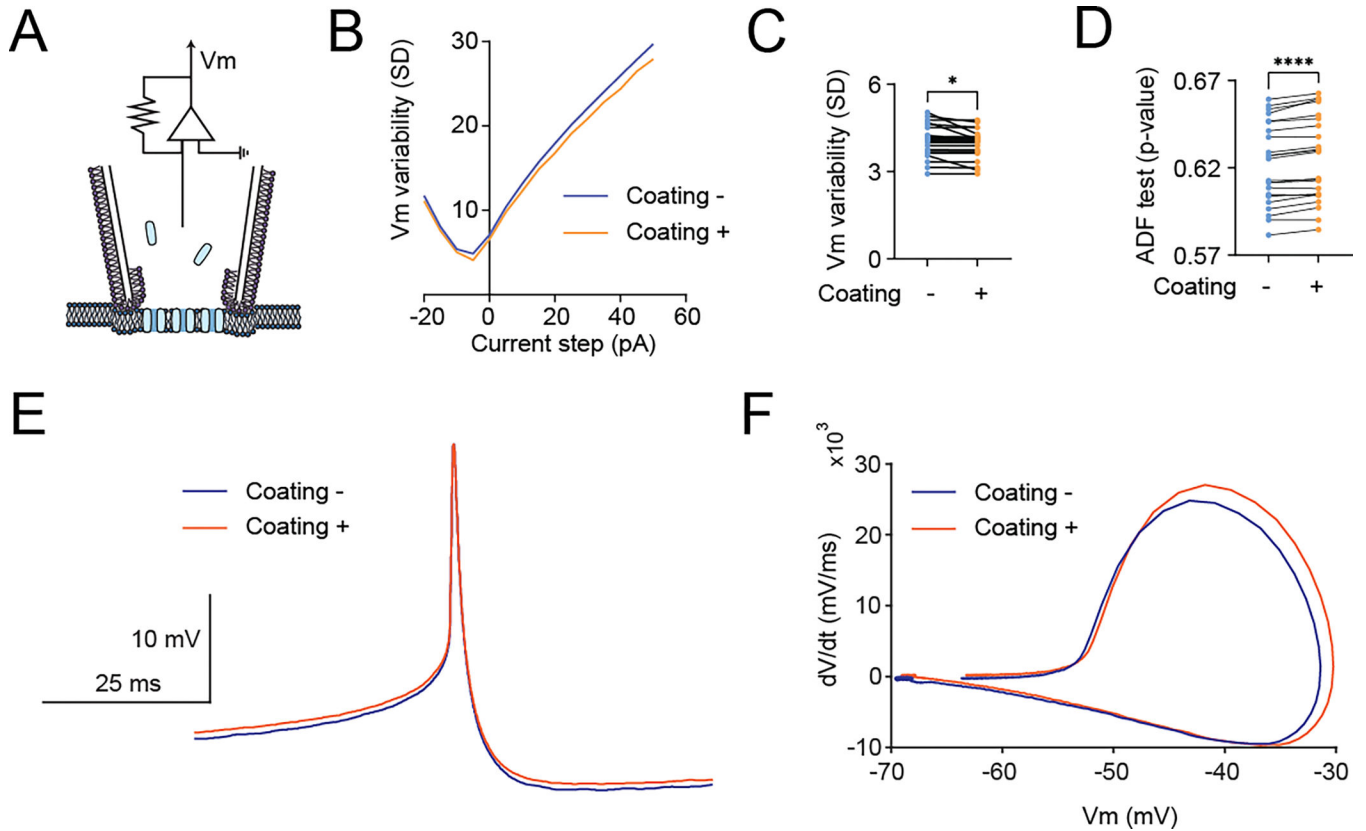 A
Vm
B
Vm variability (SD)
30
20
10
-20
0
20
40
60
Current step (pA)
Coating -
Coating +
C
*
Vm variability (SD)
6
3
0
Coating
-
+
D
****
ADF test (p-value)
0.67
0.62
0.57
Coating
-
+
E
Coating -
Coating +
10 mV
25 ms
F
x10³
dV/dt (mV/ms)
30
20
10
0
-10
Coating -
Coating +
-70
-60
-50
-40
-30
Vm (mV)